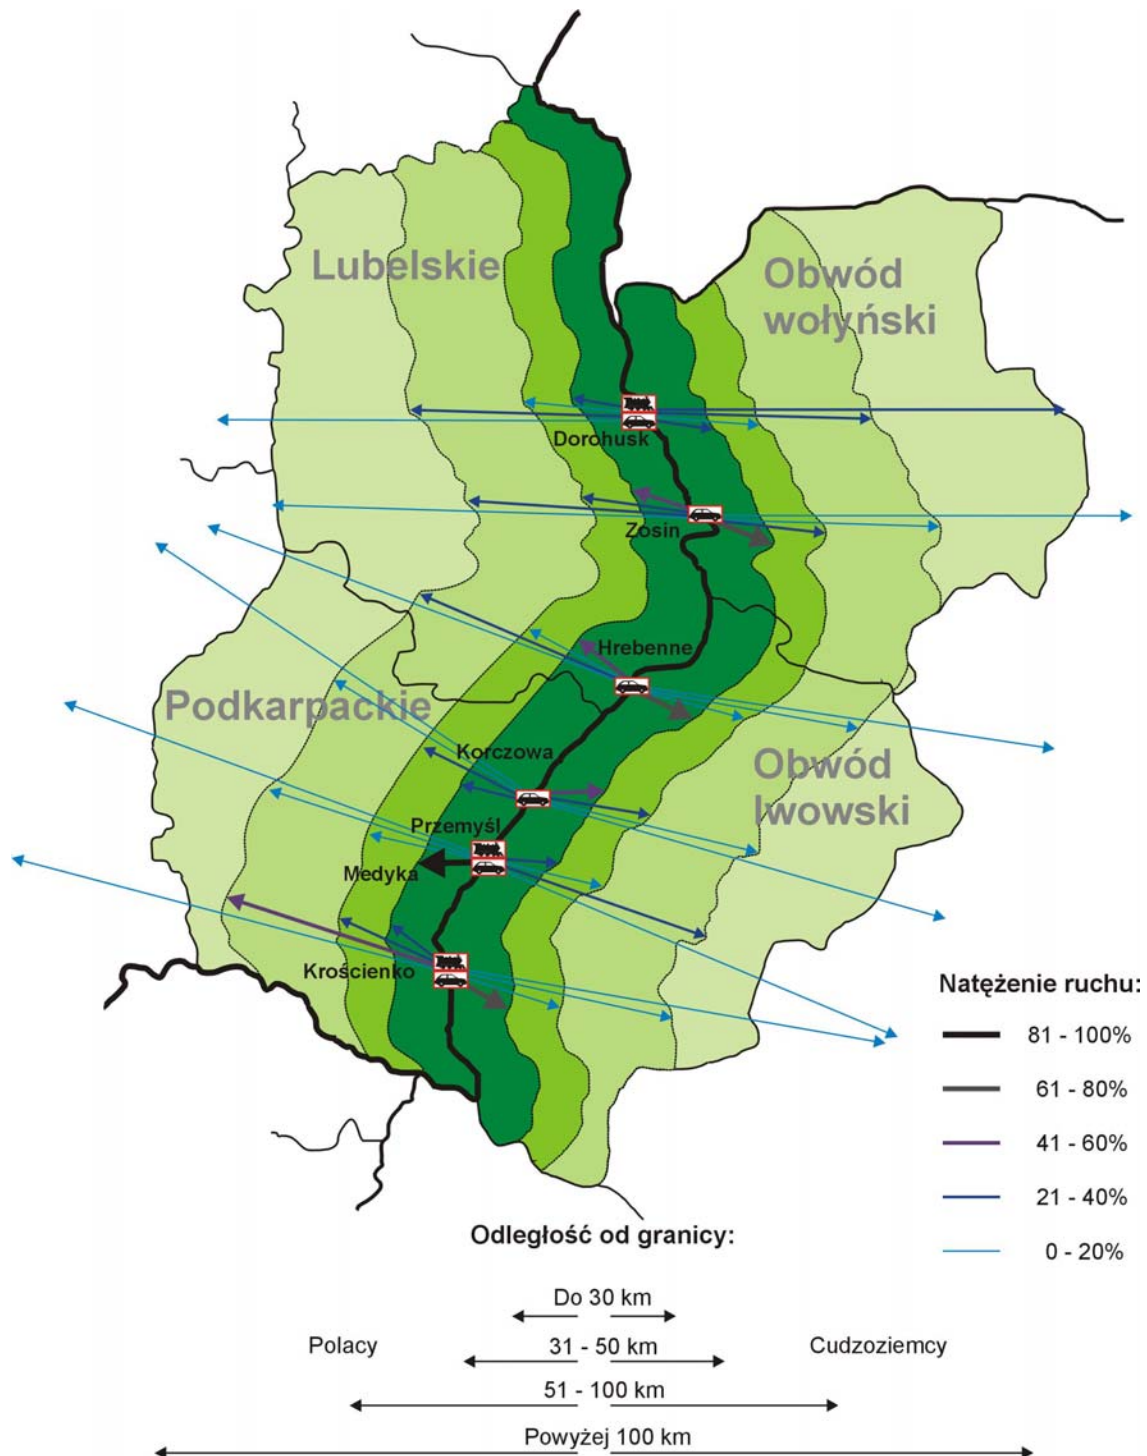 Lubelskie
Obwód
wołyński
Dorohusk
Zosin
Hrebenne
Podkarpackie
Korczowa
Obwód
lwowski
Przemyśl
Medyka
Krościenko
Natężenie ruchu:
81 - 100%
61 - 80%
41 - 60%
21 - 40%
0 - 20%
Odległość od granicy:
Do 30 km
Polacy
31 - 50 km
Cudzoziemcy
51 - 100 km
Powyżej 100 km